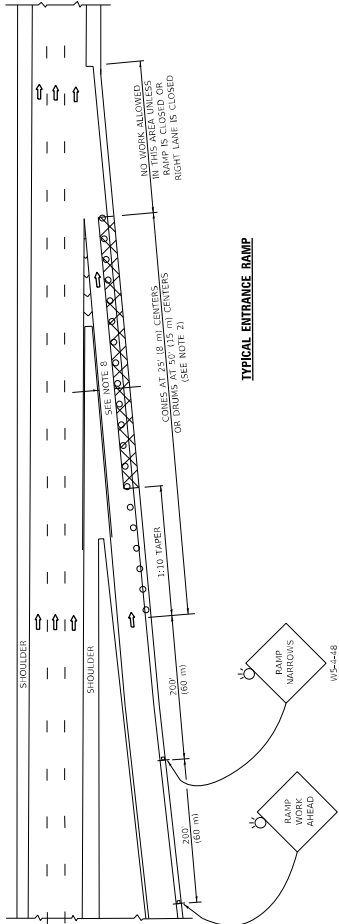 NO WORK ALLOWED
IN THIS AREA UNLESS
RAMP IS CLOSED OR
RIGHT LANE IS CLOSED
SEE NOTE 8
CONES AT 25' (8 m) CENTERS
OR DRUMS AT 50' (15 m) CENTERS
(SEE NOTE 2)
TYPICAL ENTRANCE RAMP
1:10 TAPER
SHOULDER
SHOULDER
200'
(60 m)
RAMP
NARROWS
W5-4-48
200'
(60 m)
RAMP
WORK
AHEAD